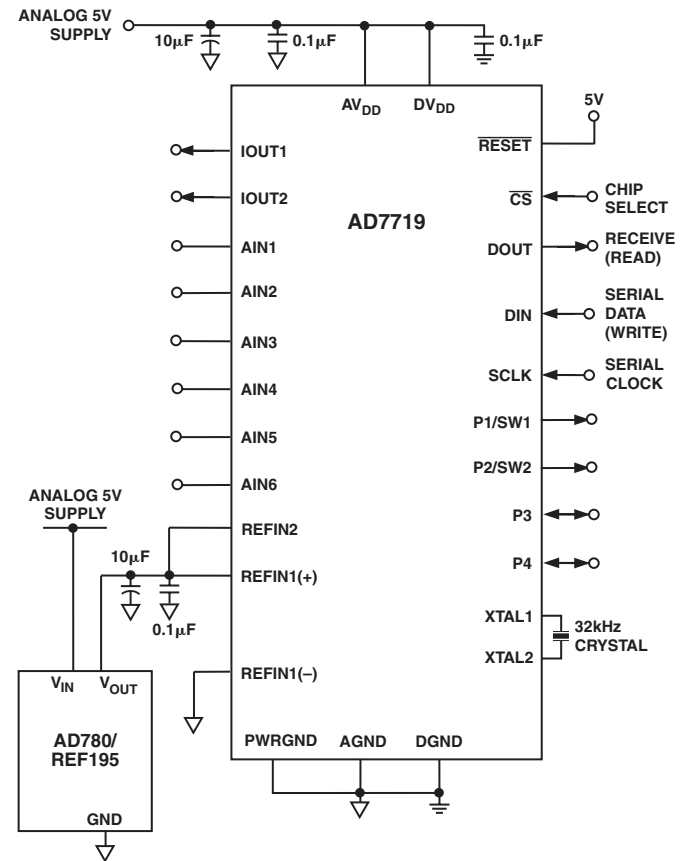 ANALOG 5V
SUPPLY
10μF
0.1μF
0.1μF
AVDD
DVDD
5V
RESET
IOUT1
IOUT2
AIN1
AIN2
AIN3
AIN4
AIN5
AIN6
REFIN2
REFIN1(+)
REFIN1(–)
AD7719
CS
CHIP
SELECT
DOUT
RECEIVE
(READ)
DIN
SERIAL
DATA
(WRITE)
SCLK
SERIAL
CLOCK
P1/SW1
P2/SW2
P3
P4
XTAL1
XTAL2
32kHz
CRYSTAL
ANALOG 5V
SUPPLY
10μF
0.1μF
VIN
VOUT
AD780/
REF195
GND
PWRGND
AGND
DGND